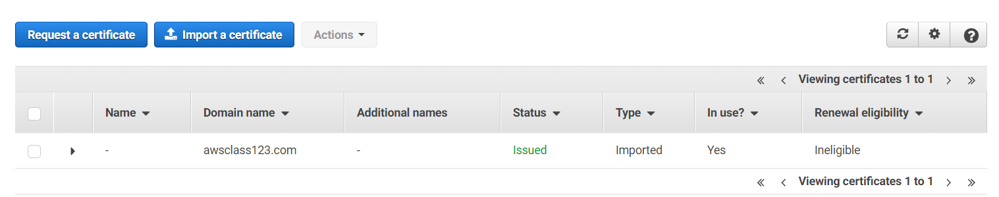 Request a certificate Import a certificate Actions
Viewing certificates 1 to 1
Name Domain name Additional names Status Type In use? Renewal eligibility
- awsclass123.com - Issued Imported Yes Ineligible
Viewing certificates 1 to 1